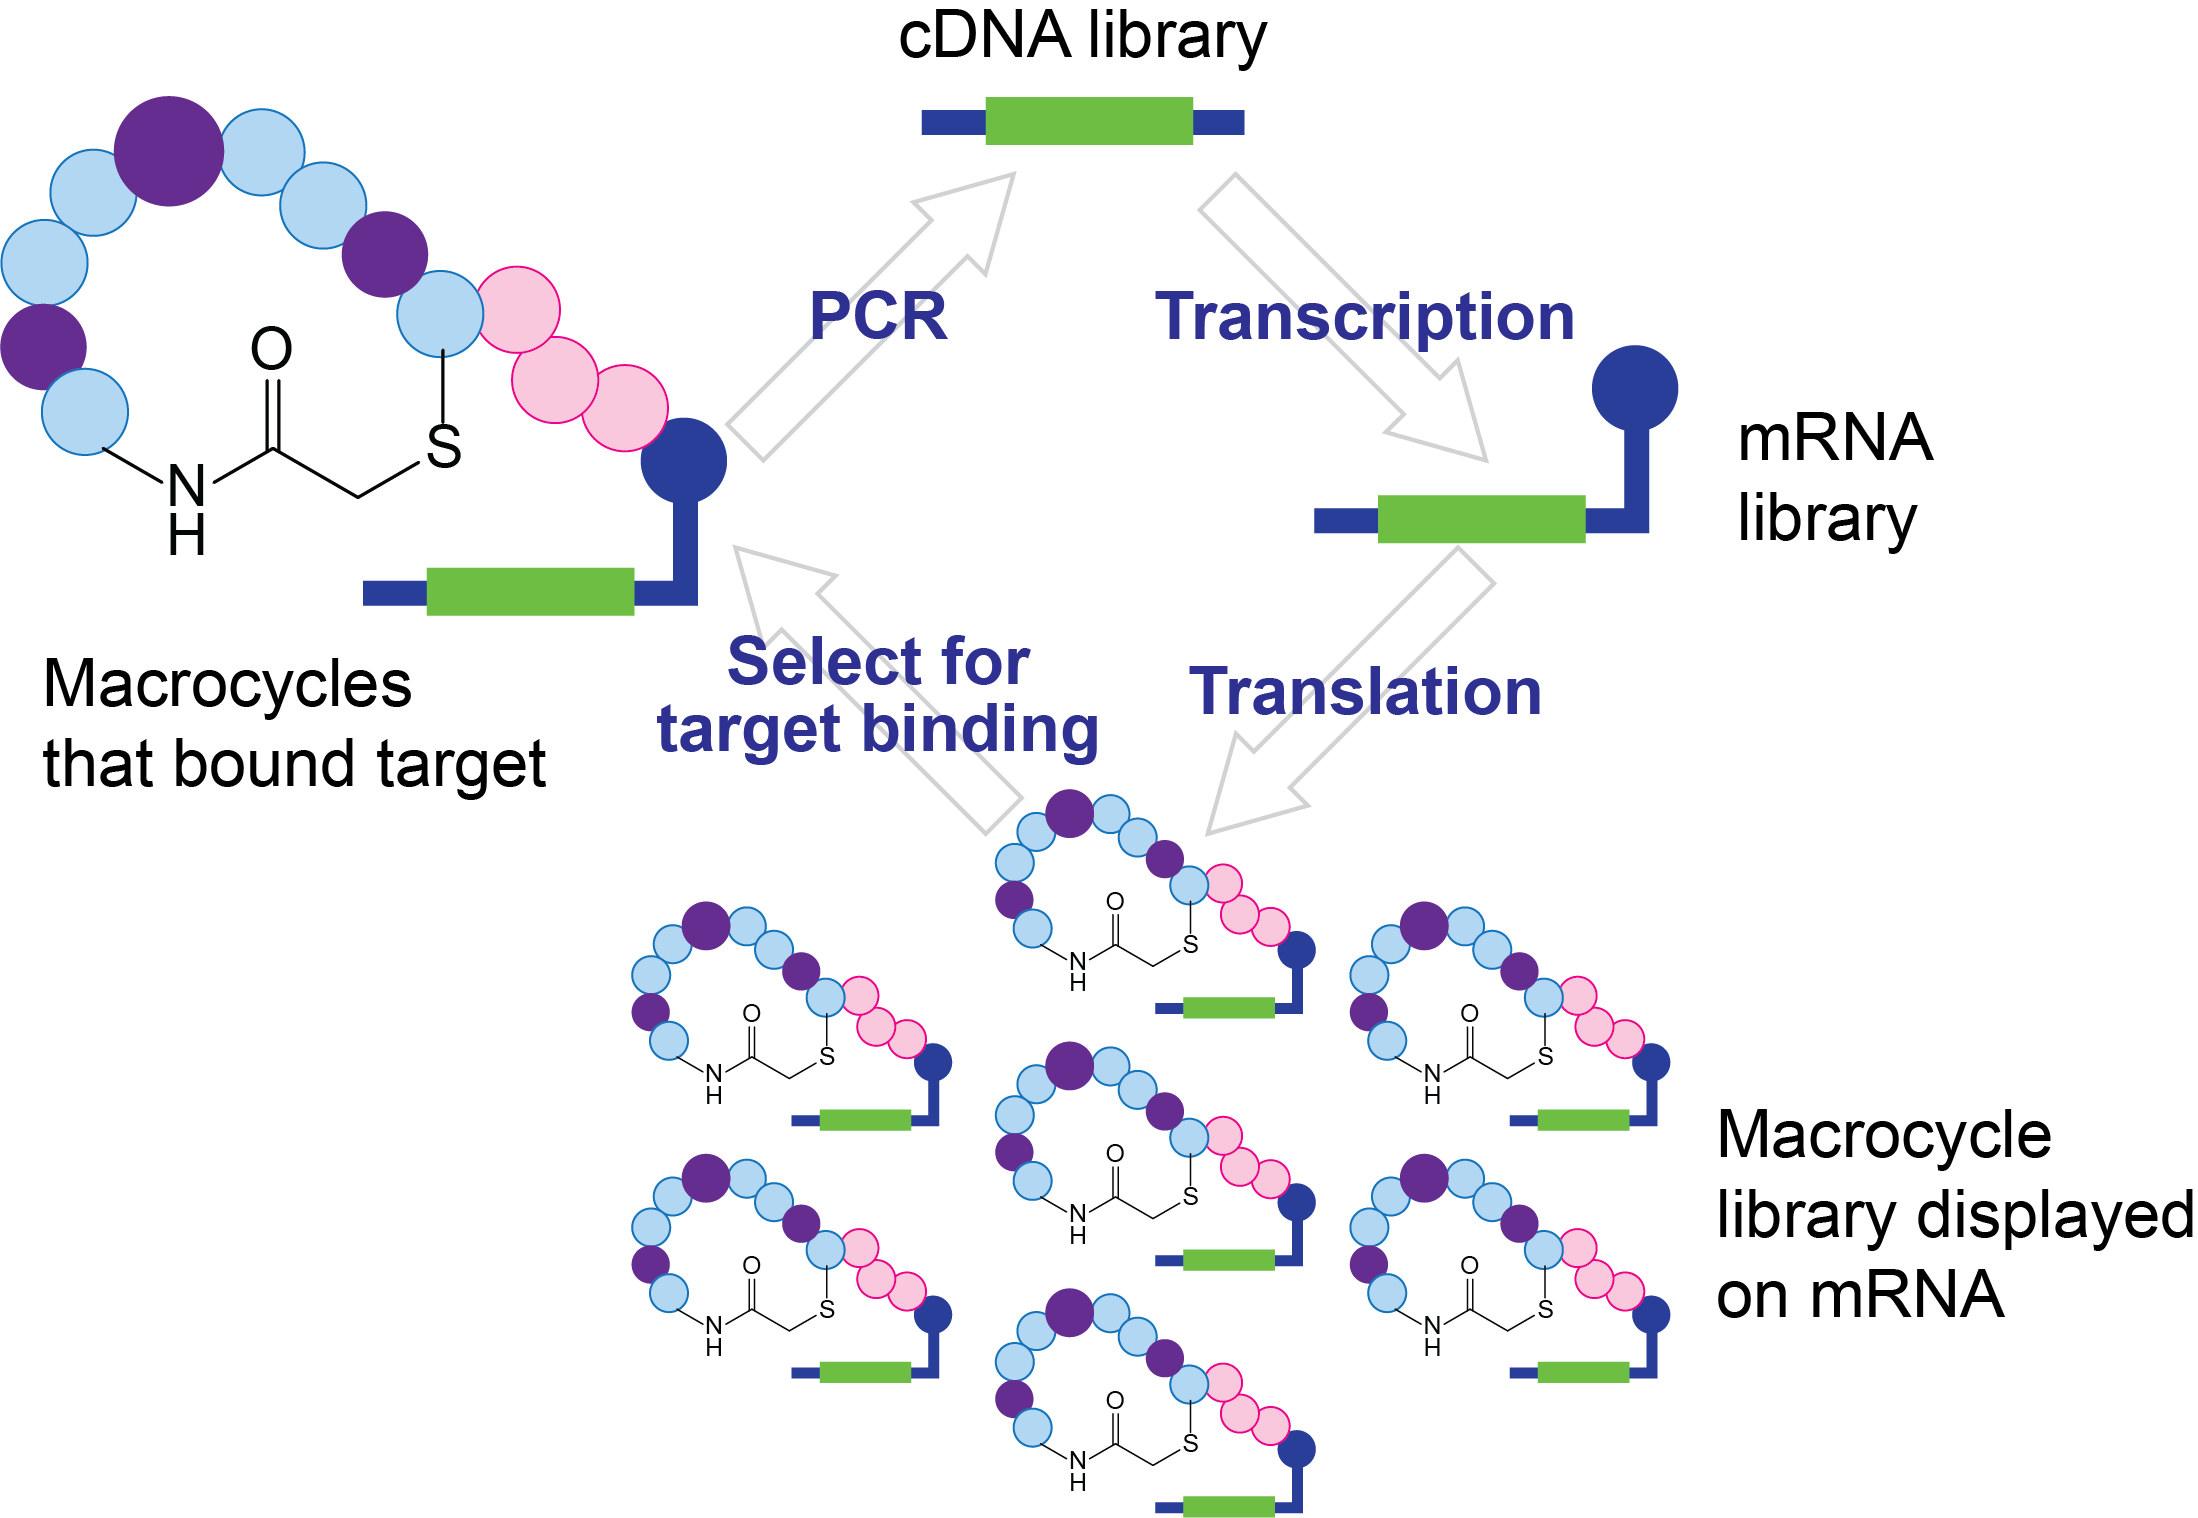 cDNA library
PCR
Transcription
mRNA
library
O
S
N
H
Macrocycles
that bound target
Select for
target binding
Translation
O
S
N
H
O
S
N
H
O
S
N
H
O
S
N
H
O
S
N
H
O
S
N
H
O
S
N
H
Macrocycle
library displayed
on mRNA